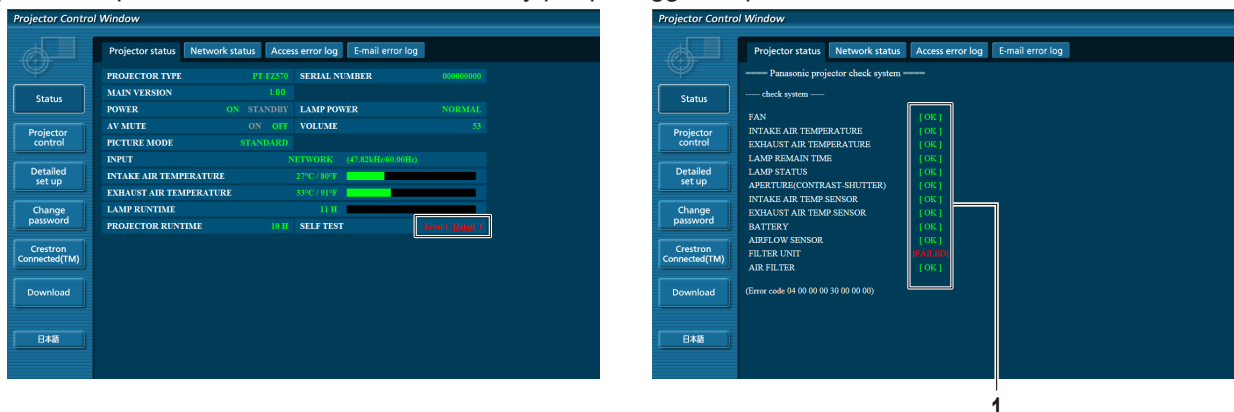 Projector Control Window
Projector status Network status Access error log E-mail error log
Status
Projector control
Detailed set up
Change password
Crestron Connected(TM)
Download
日本語
PROJECTOR TYPE PT-FZ570 SERIAL NUMBER 000000000
MAIN VERSION 1.00
POWER ON STANDBY LAMP POWER NORMAL
AV MUTE ON OFF VOLUME 53
PICTURE MODE STANDARD
INPUT NETWORK (47.82kHz/60.00Hz)
INTAKE AIR TEMPERATURE 27°C / 80°F
EXHAUST AIR TEMPERATURE 33°C / 91°F
LAMP RUNTIME 11 H
PROJECTOR RUNTIME 10 H SELF TEST Error ( Detail )
Projector Control Window
Projector status Network status Access error log E-mail error log
Status
Projector control
Detailed set up
Change password
Crestron Connected(TM)
Download
日本語
==== Panasonic projector check system ====
----- check system -----
FAN [ OK ]
INTAKE AIR TEMPERATURE [ OK ]
EXHAUST AIR TEMPERATURE [ OK ]
LAMP REMAIN TIME [ OK ]
LAMP STATUS [ OK ]
APERTURE(CONTRAST-SHUTTER) [ OK ]
INTAKE AIR TEMP SENSOR [ OK ]
EXHAUST AIR TEMP SENSOR [ OK ]
BATTERY [ OK ]
AIRFLOW SENSOR [ OK ]
FILTER UNIT [FAILED]
AIR FILTER [ OK ]
(Error code 04 00 00 00 30 00 00 00)
1